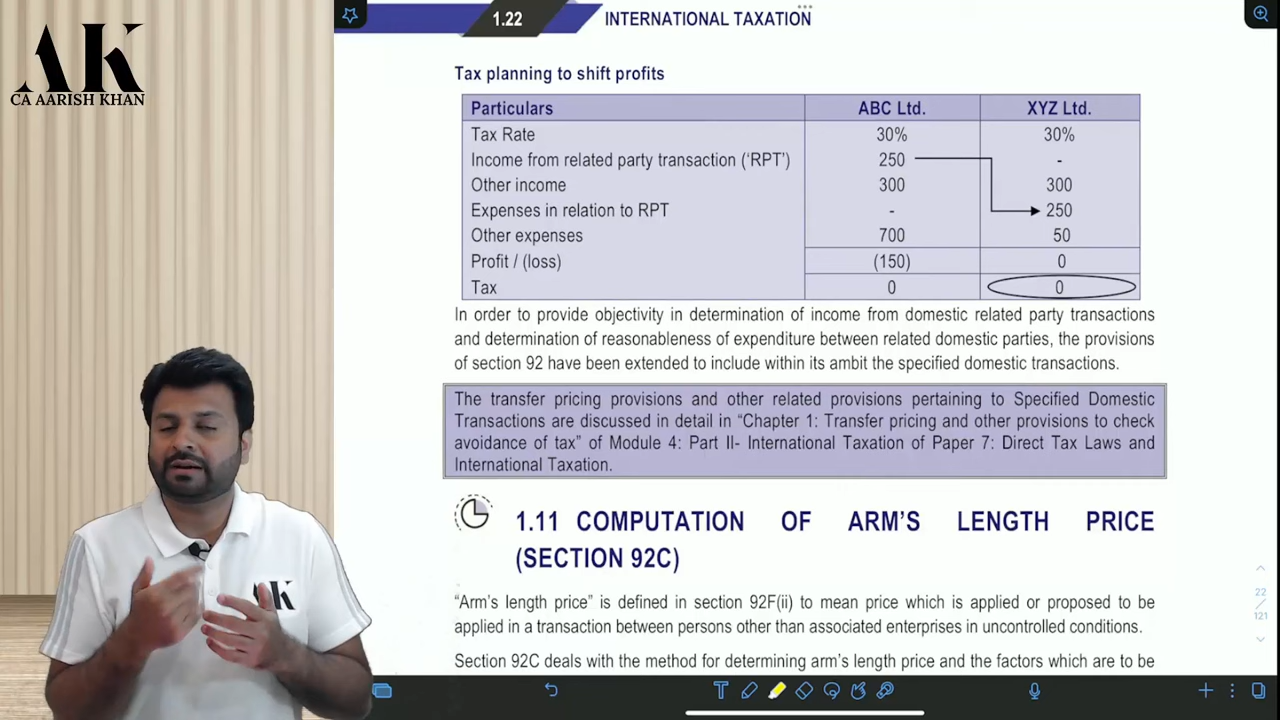 AK
CA AARISH KHAN
1.22
INTERNATIONAL TAXATION
Tax planning to shift profits
Particulars ABC Ltd. XYZ Ltd.
Tax Rate 30% 30%
Income from related party transaction (‘RPT’) 250 -
Other income 300 300
Expenses in relation to RPT - 250
Other expenses 700 50
Profit / (loss) (150) 0
Tax 0 0
In order to provide objectivity in determination of income from domestic related party transactions
and determination of reasonableness of expenditure between related domestic parties, the provisions
of section 92 have been extended to include within its ambit the specified domestic transactions.
The transfer pricing provisions and other related provisions pertaining to Specified Domestic
Transactions are discussed in detail in “Chapter 1: Transfer pricing and other provisions to check
avoidance of tax” of Module 4: Part II- International Taxation of Paper 7: Direct Tax Laws and
International Taxation.
1.11 COMPUTATION OF ARM’S LENGTH PRICE
(SECTION 92C)
“Arm’s length price” is defined in section 92F(ii) to mean price which is applied or proposed to be
applied in a transaction between persons other than associated enterprises in uncontrolled conditions.
Section 92C deals with the method for determining arm’s length price and the factors which are to be
22
/
121
AK
T